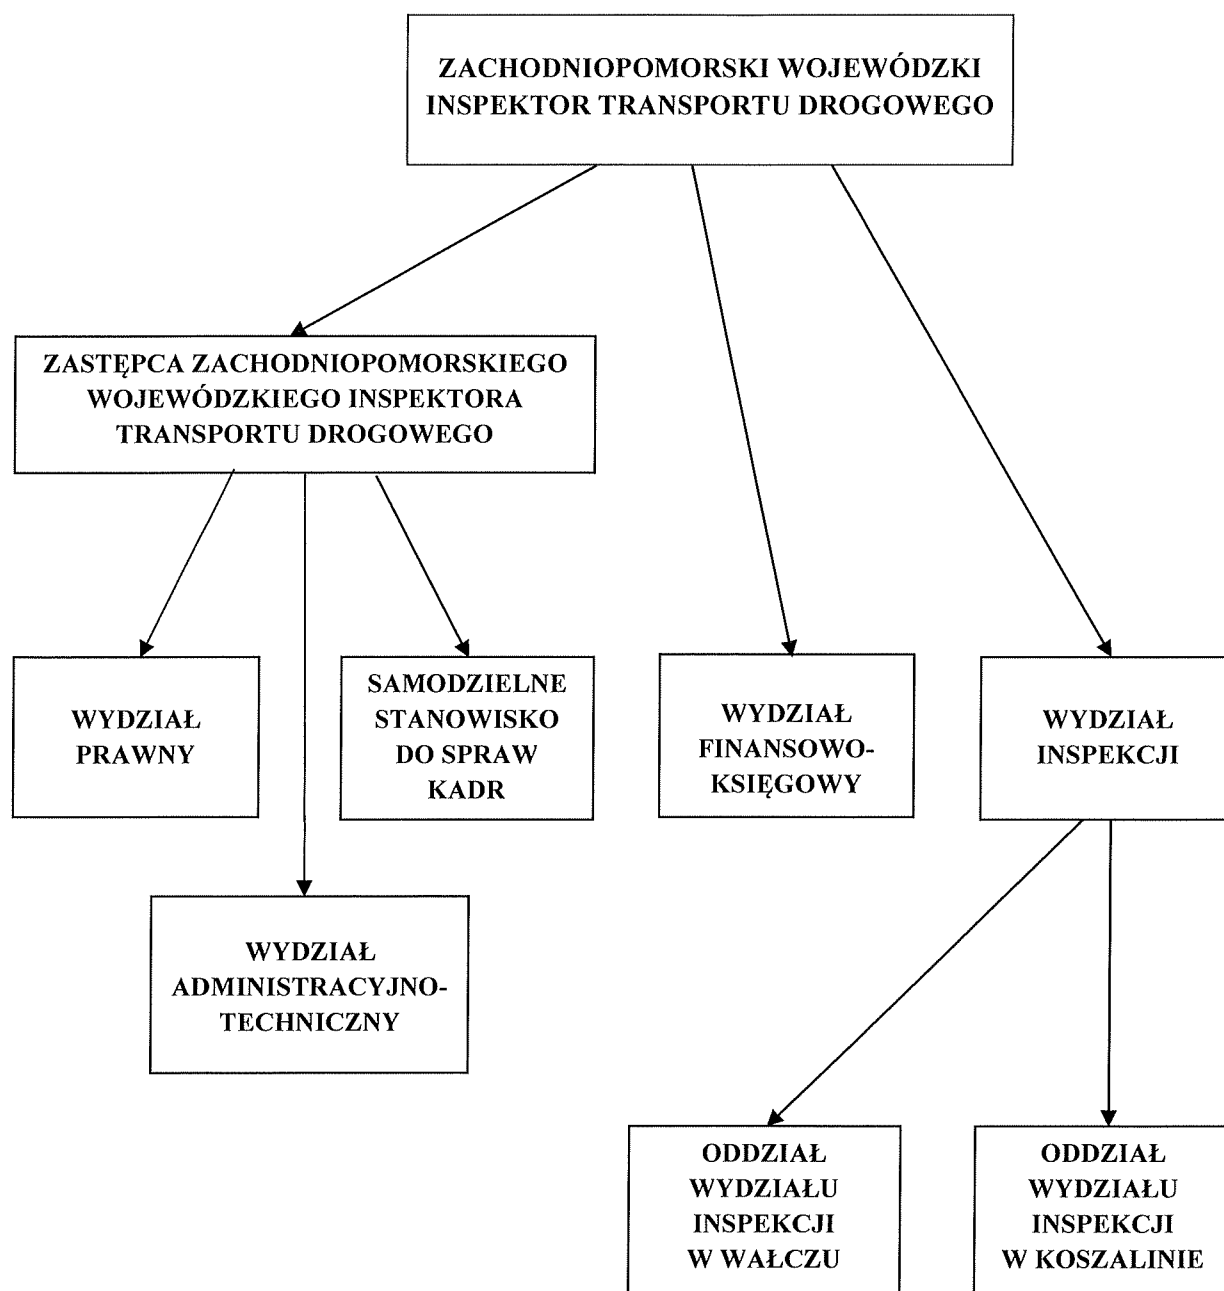 ZACHODNIOPOMORSKI WOJEWÓDZKI
INSPEKTOR TRANSPORTU DROGOWEGO
ZASTĘPCA ZACHODNIOPOMORSKIEGO
WOJEWÓDZKIEGO INSPEKTORA
TRANSPORTU DROGOWEGO
WYDZIAŁ
PRAWNY
SAMODZIELNE
STANOWISKO
DO SPRAW
KADR
WYDZIAŁ
FINANSOWO-
KSIĘGOWY
WYDZIAŁ
INSPEKCJI
WYDZIAŁ
ADMINISTRACYJNO-
TECHNICZNY
ODDZIAŁ
WYDZIAŁU
INSPEKCJI
W WAŁCZU
ODDZIAŁ
WYDZIAŁU
INSPEKCJI
W KOSZALINIE